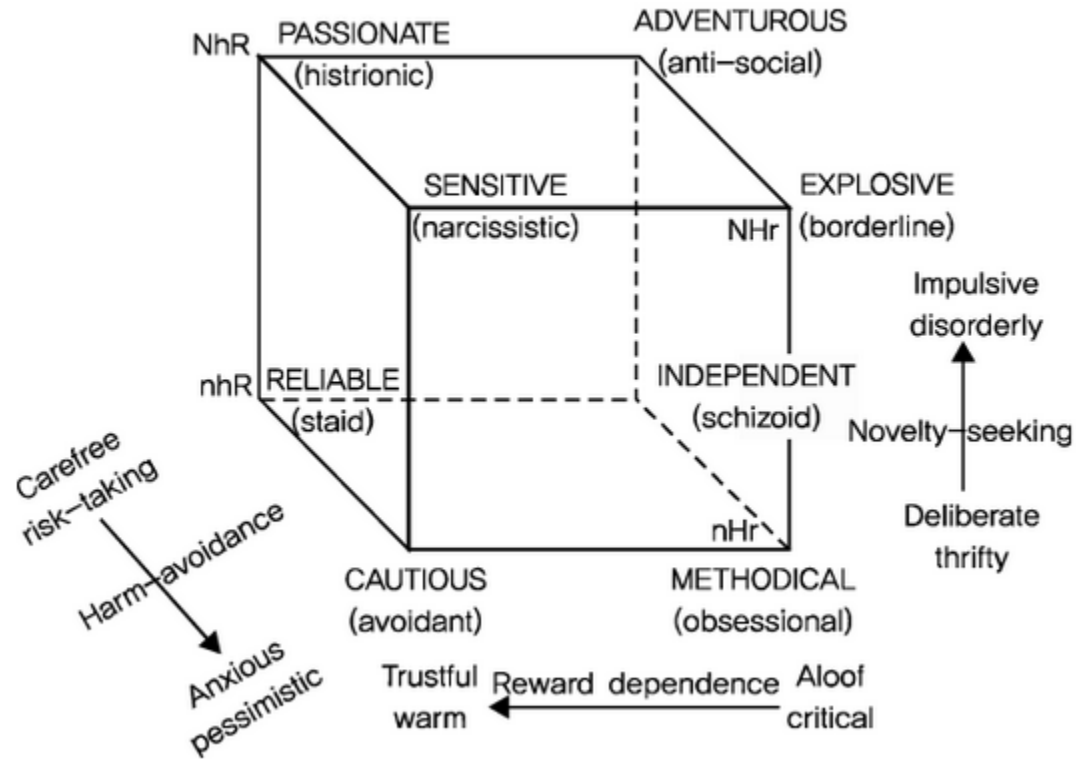 NhR PASSIONATE
(histrionic)
ADVENTUROUS
(anti-social)
SENSITIVE
(narcissistic)
EXPLOSIVE
NHr (borderline)
Impulsive
disorderly
nhR RELIABLE
(staid)
INDEPENDENT
(schizoid)
Novelty-seeking
Carefree
risk-taking
Harm-avoidance
Anxious
pessimistic
nHr
Deliberate
thrifty
CAUTIOUS
(avoidant)
METHODICAL
(obsessional)
Trustful
warm
Reward dependence
Aloof
critical